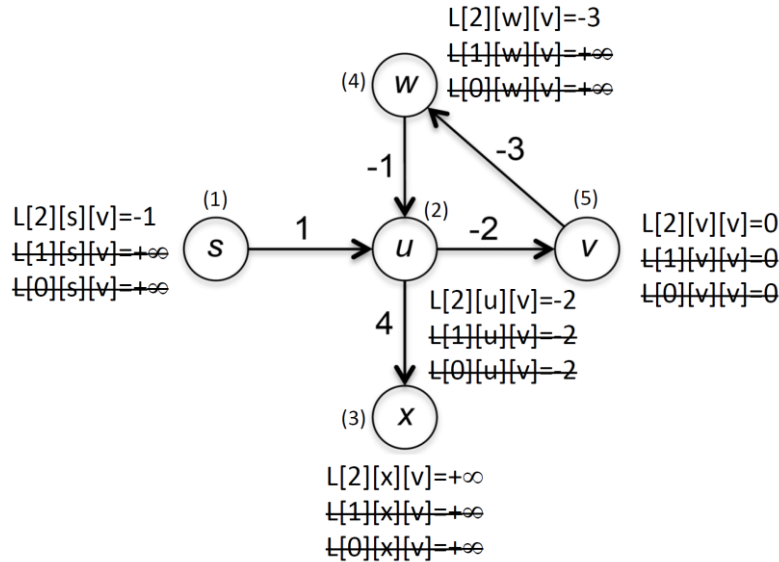 L[2][w][v]=-3
L[1][w][v]=+∞
L[0][w][v]=+∞
(4)
w
-1
-3
(1)
(2)
(5)
L[2][s][v]=-1
L[1][s][v]=+∞
L[0][s][v]=+∞
s
1
u
-2
v
L[2][v][v]=0
L[1][v][v]=0
L[0][v][v]=0
4
L[2][u][v]=-2
L[1][u][v]=-2
L[0][u][v]=-2
(3)
x
L[2][x][v]=+∞
L[1][x][v]=+∞
L[0][x][v]=+∞